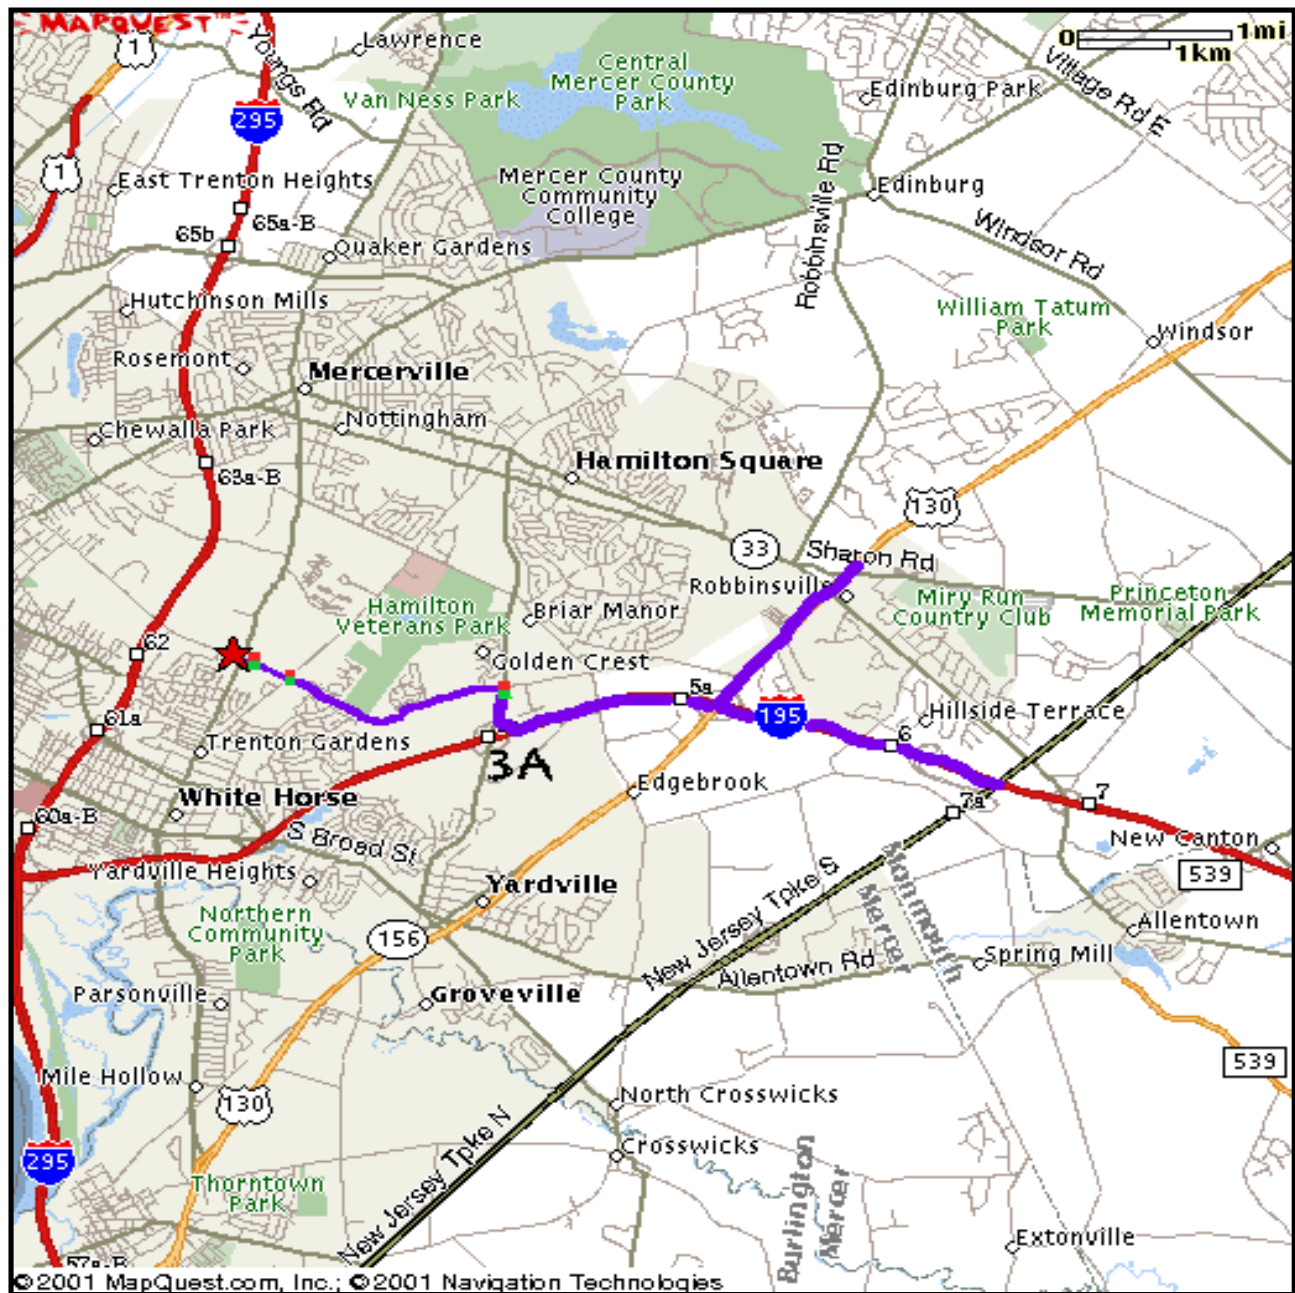 MAPQUEST™
1
Youngs Rd
Lawrence
0
1mi
1km
Central
Mercer County
Park
Van Ness Park
Edinburg Park
Village Rd E
295
1
East Trenton Heights
Mercer County
Community
College
Robbinsville Rd
Edinburg
65a-B
65b
Quaker Gardens
Windsor Rd
Hutchinson Mills
William Tatum
Park
Windsor
Rosemont
Mercerville
Nottingham
Chewalla Park
Hamilton Square
63a-B
130
33
Sharon Rd
Robbinsville
Miry Run
Country Club
Princeton
Memorial Park
Hamilton
Veterans Park
Briar Manor
62
Golden Crest
5a
195
Hillside Terrace
61a
Trenton Gardens
6
3A
Edgebrook
White Horse
7a
7
60a-B
S Broad St
New Canton
Yardville Heights
539
Yardville
Monmouth
Mercer
Northern
Community
Park
156
New Jersey Tpke S
Allentown
Allentown Rd
Spring Mill
Parsonville
Groveville
539
Mile Hollow
130
North Crosswicks
New Jersey Tpke N
Crosswicks
295
Thorntown
Park
Burlington
Mercer
Extonville
57a-B
©2001 MapQuest.com, Inc.; ©2001 Navigation Technologies